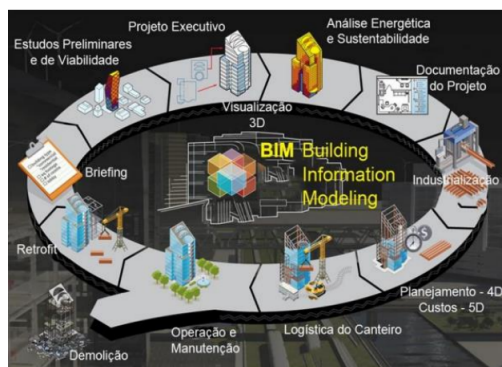 Projeto Executivo
Análise Energética
e Sustentabilidade
Estudos Preliminares
e de Viabilidade
Documentação
do Projeto
Visualização
3D
BIM Building
Information
Modeling
Industrialização
Briefing
Retrofit
Planejamento - 4D
Custos - 5D
Logística do Canteiro
Operação e
Manutenção
Demolição